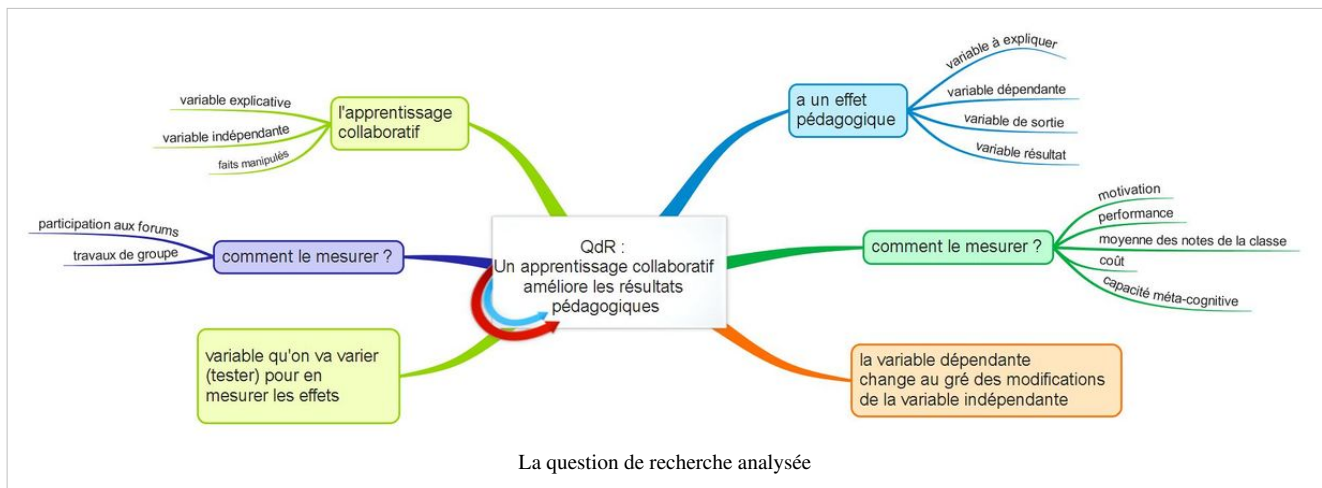 variable explicative
variable indépendante
faits manipulés
l'apprentissage
collaboratif
participation aux forums
travaux de groupe
comment le mesurer ?
variable qu'on va varier
(tester) pour en
mesurer les effets
QdR :
Un apprentissage collaboratif
améliore les résultats
pédagogiques
a un effet
pédagogique
variable à expliquer
variable dépendante
variable de sortie
variable résultat
comment le mesurer ?
motivation
performance
moyenne des notes de la classe
coût
capacité méta-cognitive
la variable dépendante
change au gré des modifications
de la variable indépendante
La question de recherche analysée